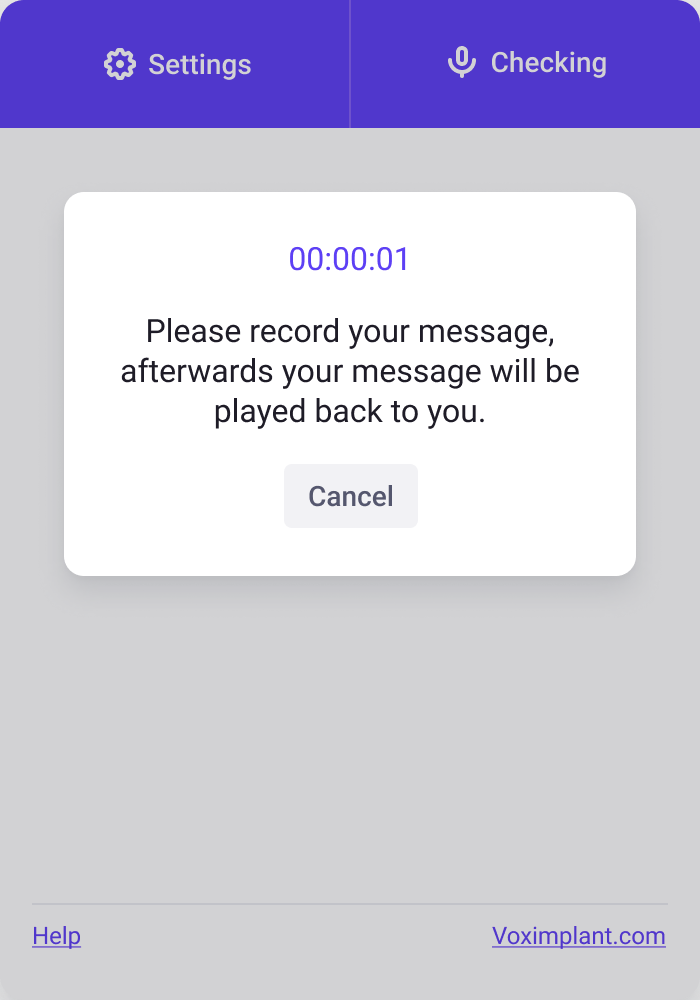 Settings
Checking
00:00:01
Please record your message,
afterwards your message will be
played back to you.
Cancel
Help
Voximplant.com